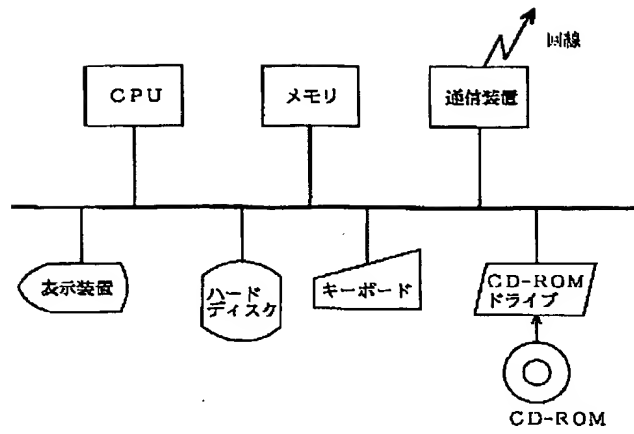 回線
CPU
メモリ
通信装置
表示装置
ハード
ディスケ
キーボード
CD-ROM
ドライブ
CD-ROM